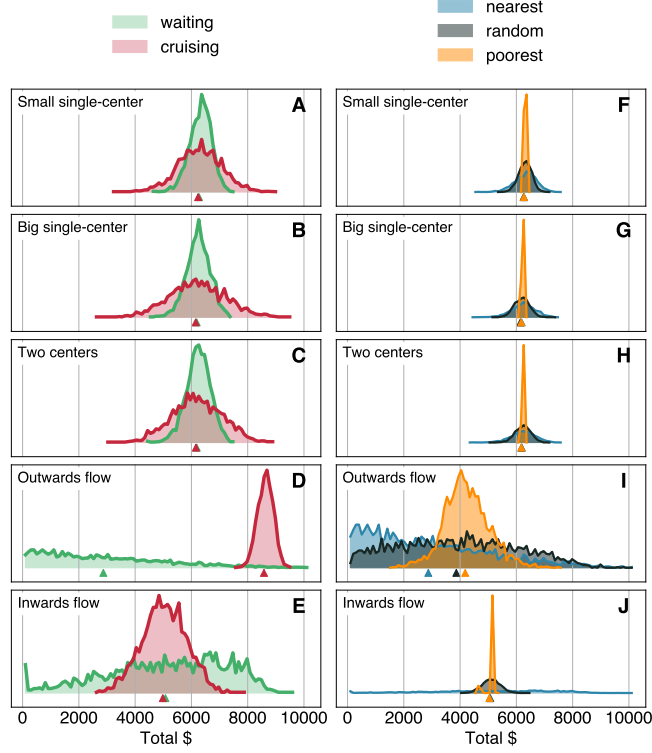 waiting
cruising
nearest
random
poorest
Small single-center A
Small single-center F
Big single-center B
Big single-center G
Two centers C
Two centers H
Outwards flow D
Outwards flow I
Inwards flow E
Inwards flow J
0 2000 4000 6000 8000 10000
0 2000 4000 6000 8000 10000
Total $
Total $